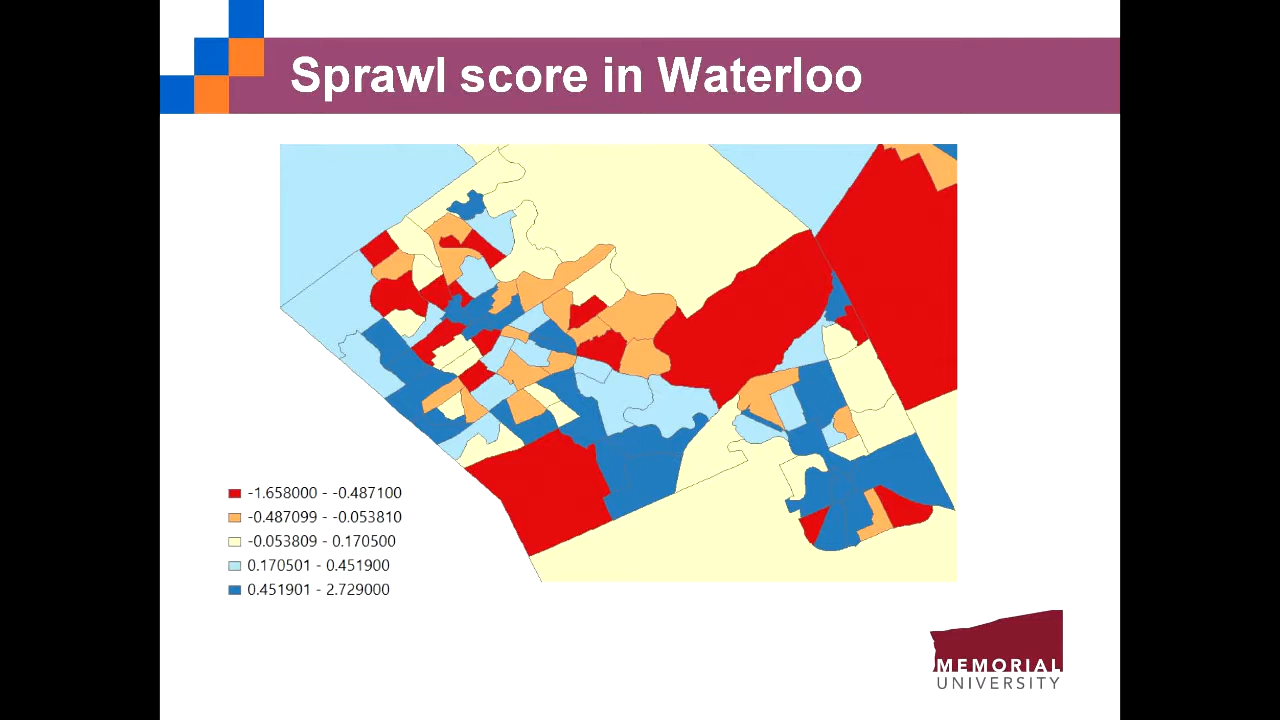 Sprawl score in Waterloo
-1.658000 - -0.487100
-0.487099 - -0.053810
-0.053809 - 0.170500
0.170501 - 0.451900
0.451901 - 2.729000
MEMORIAL
UNIVERSITY